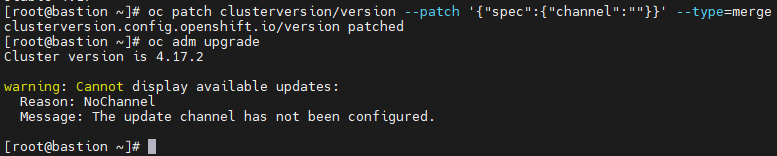 [root@bastion ~]# oc patch clusterversion/version --patch '{"spec":{"channel":""}}' --type=merge
clusterversion.config.openshift.io/version patched
[root@bastion ~]# oc adm upgrade
Cluster version is 4.17.2
warning: Cannot display available updates:
Reason: NoChannel
Message: The update channel has not been configured.
[root@bastion ~]#